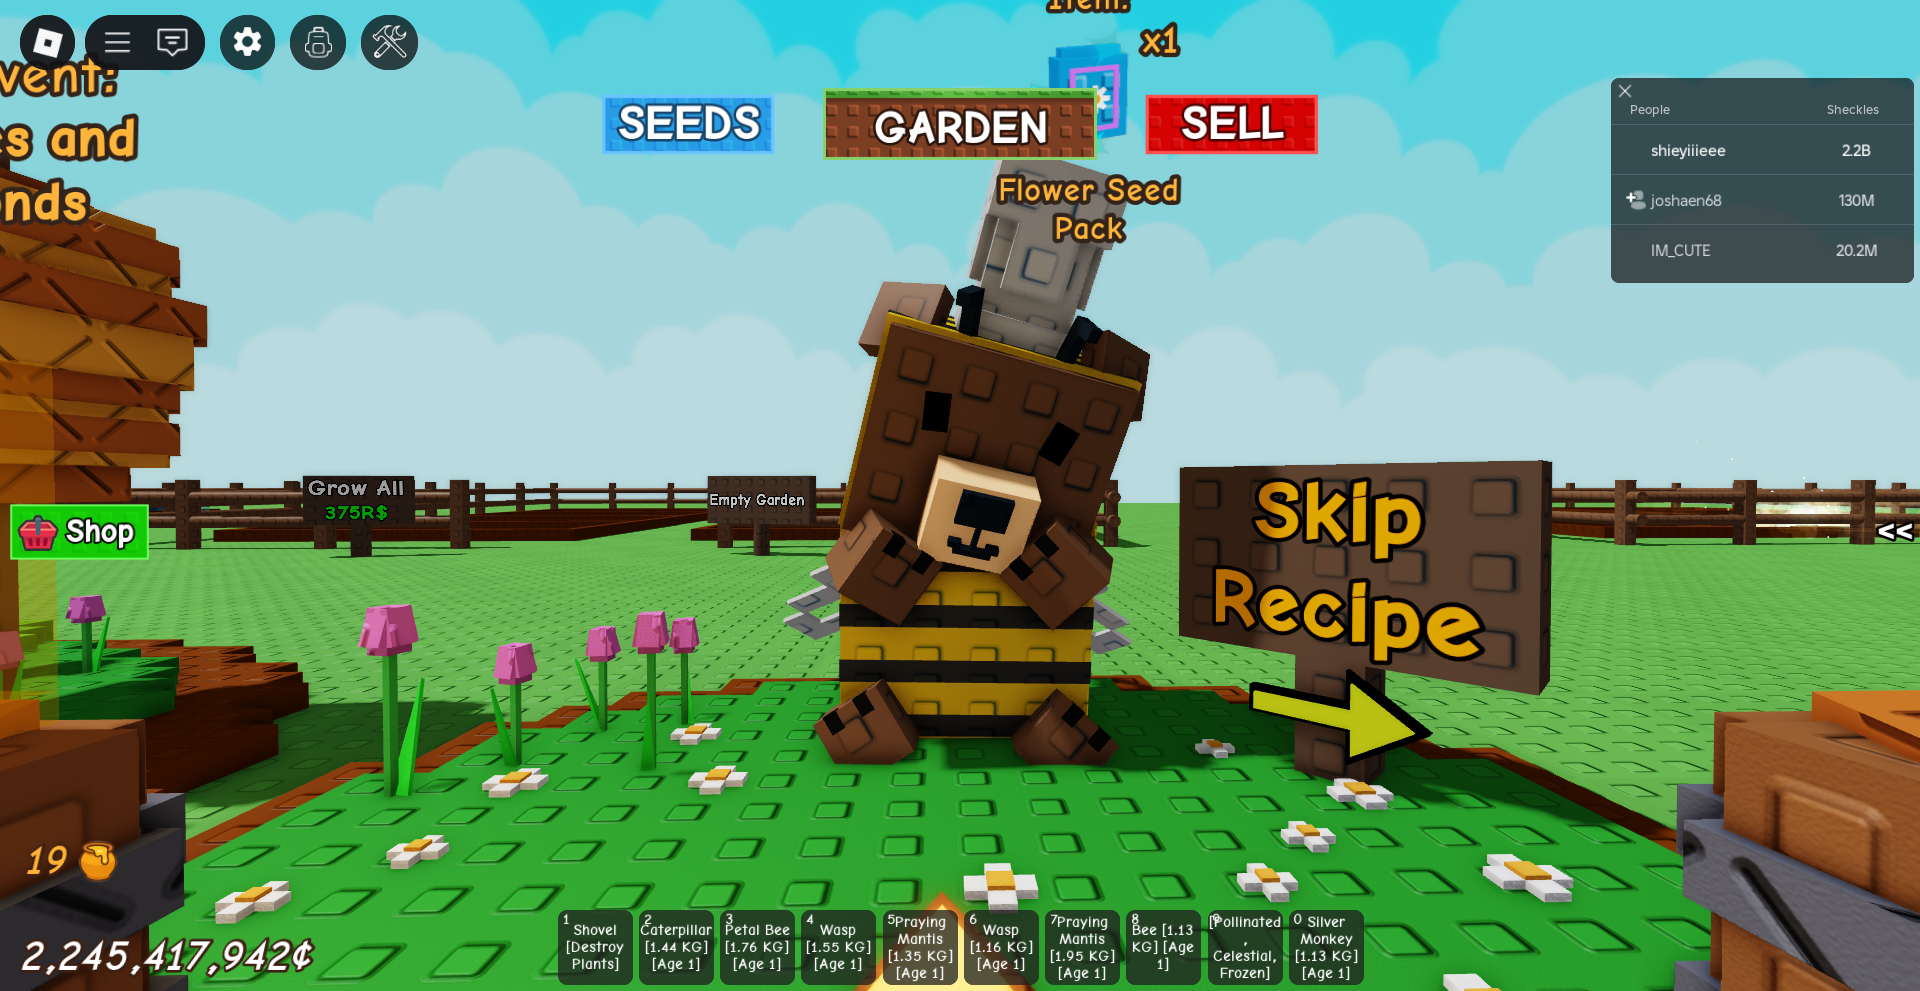 Item:
x1
vent:
s and
onds
SEEDS
GARDEN
SELL
Flower Seed
Pack
People Sheckles
shieyiiieee 2.2B
joshaen68 130M
IM_CUTE 20.2M
Grow All
375R$
Empty Garden
Shop
<<
Skip
Recipe
19
2,245,417,942¢
1
Shovel
[Destroy
Plants]
2
Caterpillar
[1.44 KG]
[Age 1]
3
Petal Bee
[1.76 KG]
[Age 1]
4
Wasp
[1.55 KG]
[Age 1]
5
Praying
Mantis
[1.35 KG]
[Age 1]
6
Wasp
[1.16 KG]
[Age 1]
7
Praying
Mantis
[1.95 KG]
[Age 1]
8
Bee [1.13
KG] [Age
1]
9
[Pollinated
,
Celestial,
Frozen]
0
Silver
Monkey
[1.13 KG]
[Age 1]